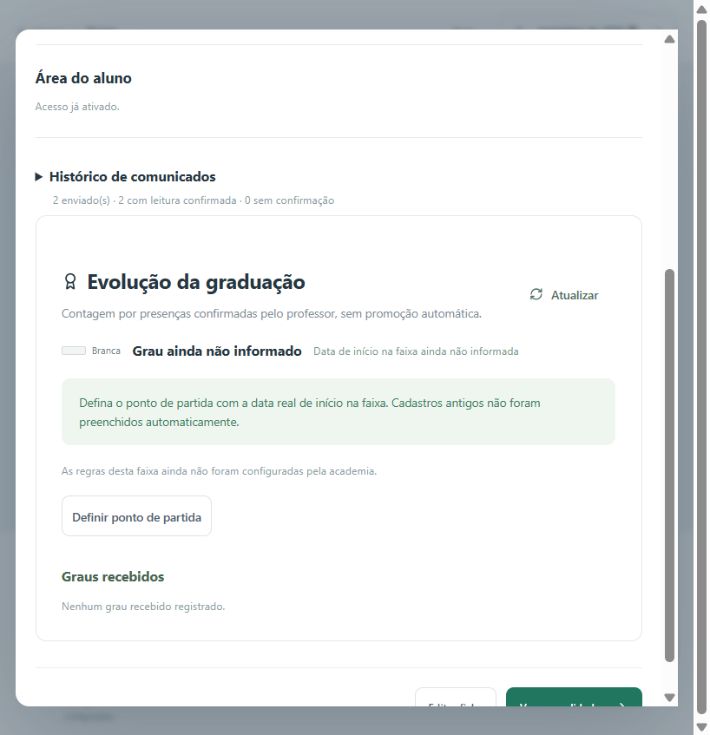 Área do aluno
Acesso já ativado.
Histórico de comunicados
2 enviado(s) · 2 com leitura confirmada · 0 sem confirmação
Evolução da graduação
Atualizar
Contagem por presenças confirmadas pelo professor, sem promoção automática.
Branca Grau ainda não informado Data de início na faixa ainda não informada
Defina o ponto de partida com a data real de início na faixa. Cadastros antigos não foram
preenchidos automaticamente.
As regras desta faixa ainda não foram configuradas pela academia.
Definir ponto de partida
Graus recebidos
Nenhum grau recebido registrado.